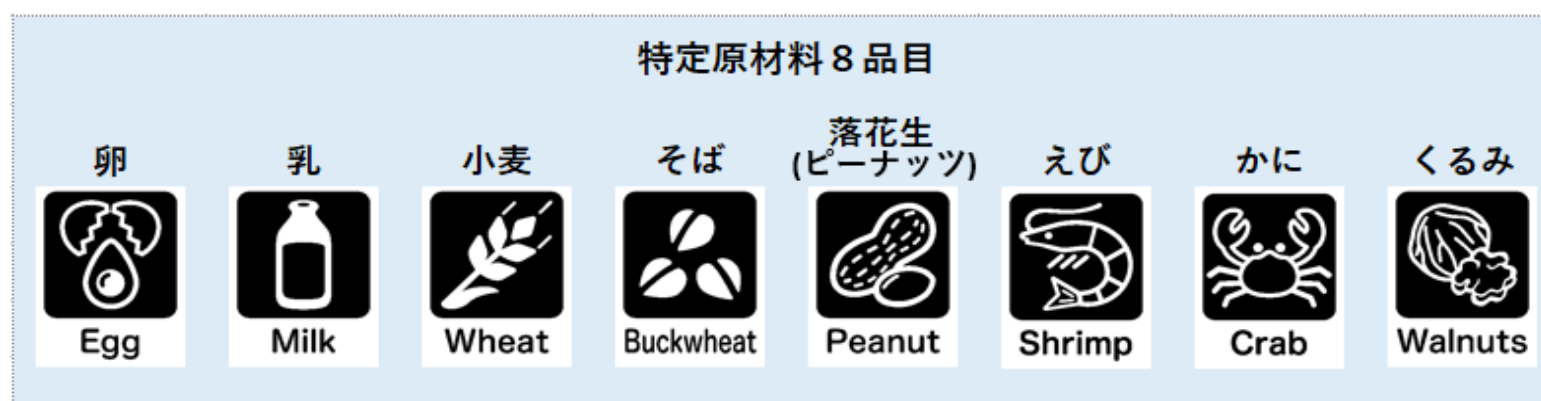 特定原材料８品目
卵
乳
小麦
そば
落花生
(ピーナッツ)
えび
かに
くるみ
Egg
Milk
Wheat
Buckwheat
Peanut
Shrimp
Crab
Walnuts